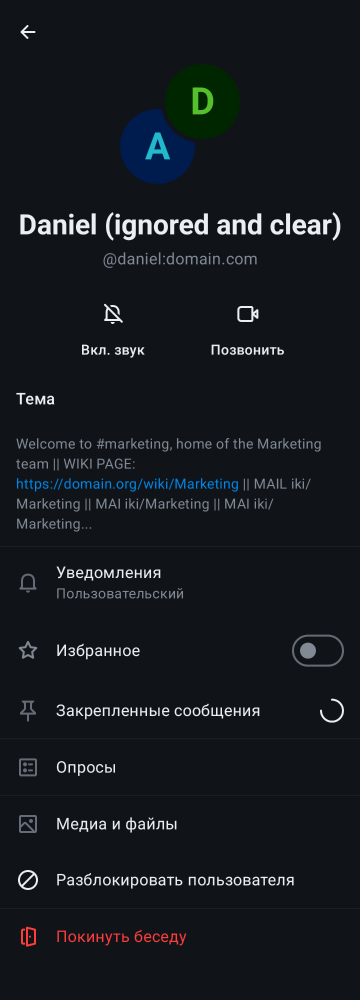 D
A
Daniel (ignored and clear)
@daniel:domain.com
Вкл. звук
Позвонить
Тема
Welcome to #marketing, home of the Marketing
team || WIKI PAGE:
https://domain.org/wiki/Marketing || MAIL iki/
Marketing || MAI iki/Marketing || MAI iki/
Marketing...
Уведомления
Пользовательский
Избранное
Закрепленные сообщения
Опросы
Медиа и файлы
Разблокировать пользователя
Покинуть беседу